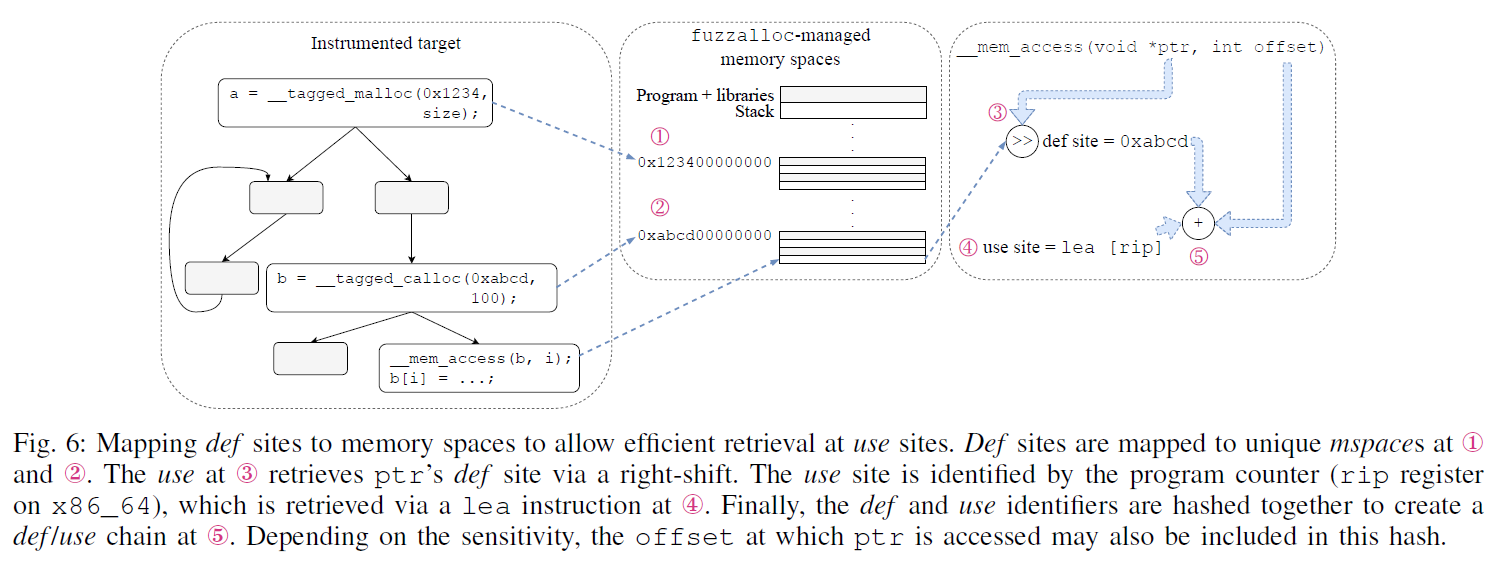 Instrumented target
a = __tagged_malloc(0x1234,
size);
b = __tagged_calloc(0xabcd,
100);
__mem_access(b, i);
b[i] = ...;
fuzzalloc-managed
memory spaces
Program + libraries
Stack
①
0x123400000000
②
0xabcd00000000
__mem_access(void *ptr, int offset)
③
>> def site = 0xabcd
④ use site = lea [rip]
+
⑤
Fig. 6: Mapping def sites to memory spaces to allow efficient retrieval at use sites. Def sites are mapped to unique mspaces at ①
and ②. The use at ③ retrieves ptr's def site via a right-shift. The use site is identified by the program counter (rip register
on x86_64), which is retrieved via a lea instruction at ④. Finally, the def and use identifiers are hashed together to create a
def/use chain at ⑤. Depending on the sensitivity, the offset at which ptr is accessed may also be included in this hash.